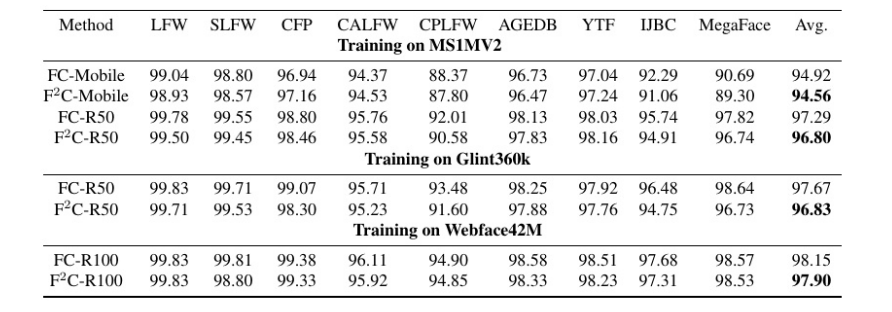 Method LFW SLFW CFP CALFW CPLFW AGEDB YTF IJBC MegaFace Avg.
Training on MS1MV2
FC-Mobile 99.04 98.80 96.94 94.37 88.37 96.73 97.04 92.29 90.69 94.92
F²C-Mobile 98.93 98.57 97.16 94.53 87.80 96.47 97.24 91.06 89.30 94.56
FC-R50 99.78 99.55 98.80 95.76 92.01 98.13 98.03 95.74 97.82 97.29
F²C-R50 99.50 99.45 98.46 95.58 90.58 97.83 98.16 94.91 96.74 96.80
Training on Glint360k
FC-R50 99.83 99.71 99.07 95.71 93.48 98.25 97.92 96.48 98.64 97.67
F²C-R50 99.71 99.53 98.30 95.23 91.60 97.88 97.76 94.75 96.73 96.83
Training on Webface42M
FC-R100 99.83 99.81 99.38 96.11 94.90 98.58 98.51 97.68 98.57 98.15
F²C-R100 99.83 98.80 99.33 95.92 94.85 98.33 98.23 97.31 98.53 97.90